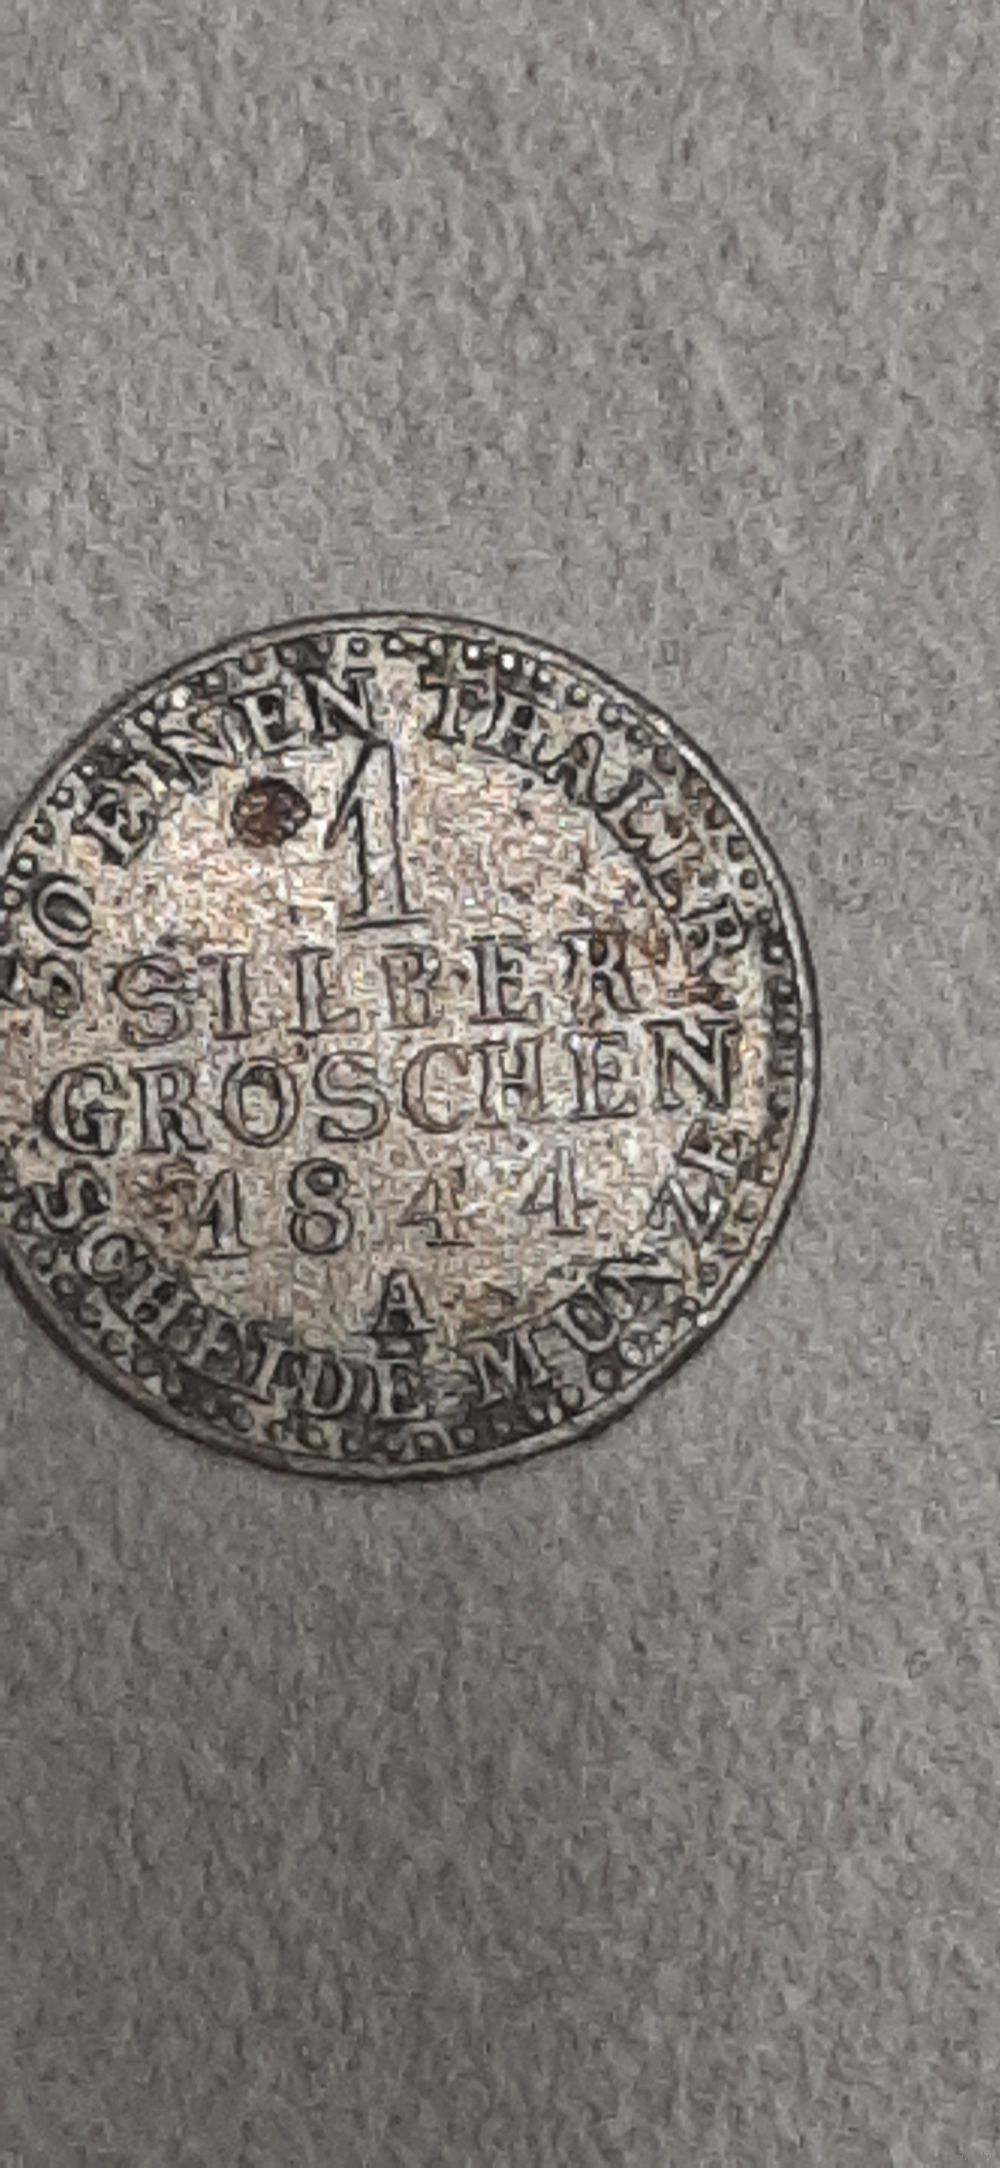 30 EINEN THALER
1
SILBER
GROSCHEN
1844
A
SCHEIDE MÜNZE